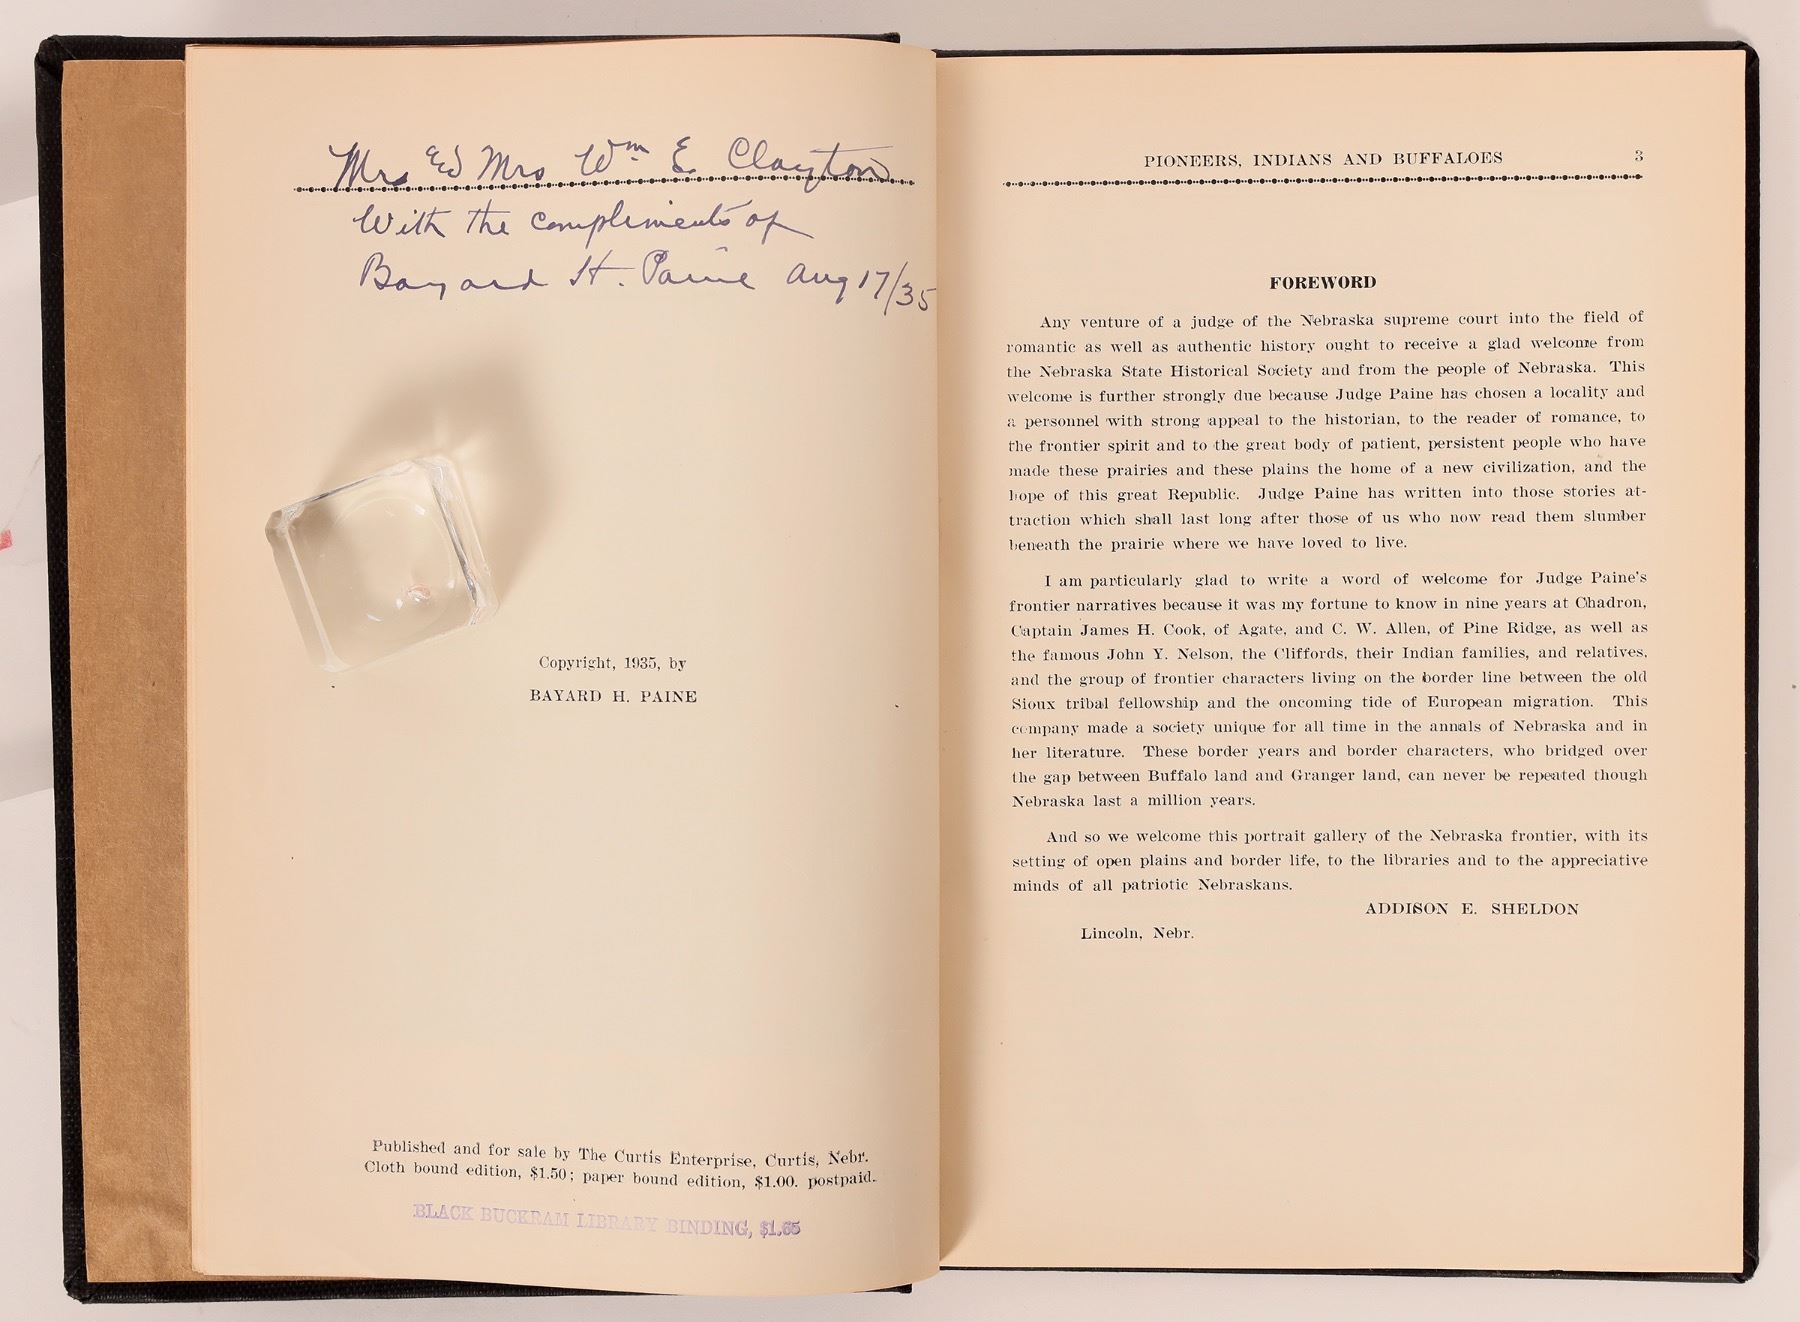 Mrs and Mrs Wm E. Clayton
With the compliments of
Bayard H. Paine Aug 17/35
Copyright, 1935, by
BAYARD H. PAINE
Published and for sale by The Curtis Enterprise, Curtis, Nebr.
Cloth bound edition, $1.50; paper bound edition, $1.00. postpaid.
BLACK BUCKRAM LIBRARY BINDING, $1.65
PIONEERS, INDIANS AND BUFFALOES 3
FOREWORD
Any venture of a judge of the Nebraska supreme court into the field of
romantic as well as authentic history ought to receive a glad welcome from
the Nebraska State Historical Society and from the people of Nebraska. This
welcome is further strongly due because Judge Paine has chosen a locality and
a personnel with strong appeal to the historian, to the reader of romance, to
the frontier spirit and to the great body of patient, persistent people who have
made these prairies and these plains the home of a new civilization, and the
hope of this great Republic. Judge Paine has written into those stories at-
traction which shall last long after those of us who now read them slumber
beneath the prairie where we have loved to live.
I am particularly glad to write a word of welcome for Judge Paine's
frontier narratives because it was my fortune to know in nine years at Chadron,
Captain James H. Cook, of Agate, and C. W. Allen, of Pine Ridge, as well as
the famous John Y. Nelson, the Cliffords, their Indian families, and relatives,
and the group of frontier characters living on the border line between the old
Sioux tribal fellowship and the oncoming tide of European migration. This
company made a society unique for all time in the annals of Nebraska and in
her literature. These border years and border characters, who bridged over
the gap between Buffalo land and Granger land, can never be repeated though
Nebraska last a million years.
And so we welcome this portrait gallery of the Nebraska frontier, with its
setting of open plains and border life, to the libraries and to the appreciative
minds of all patriotic Nebraskans.
ADDISON E. SHELDON
Lincoln, Nebr.